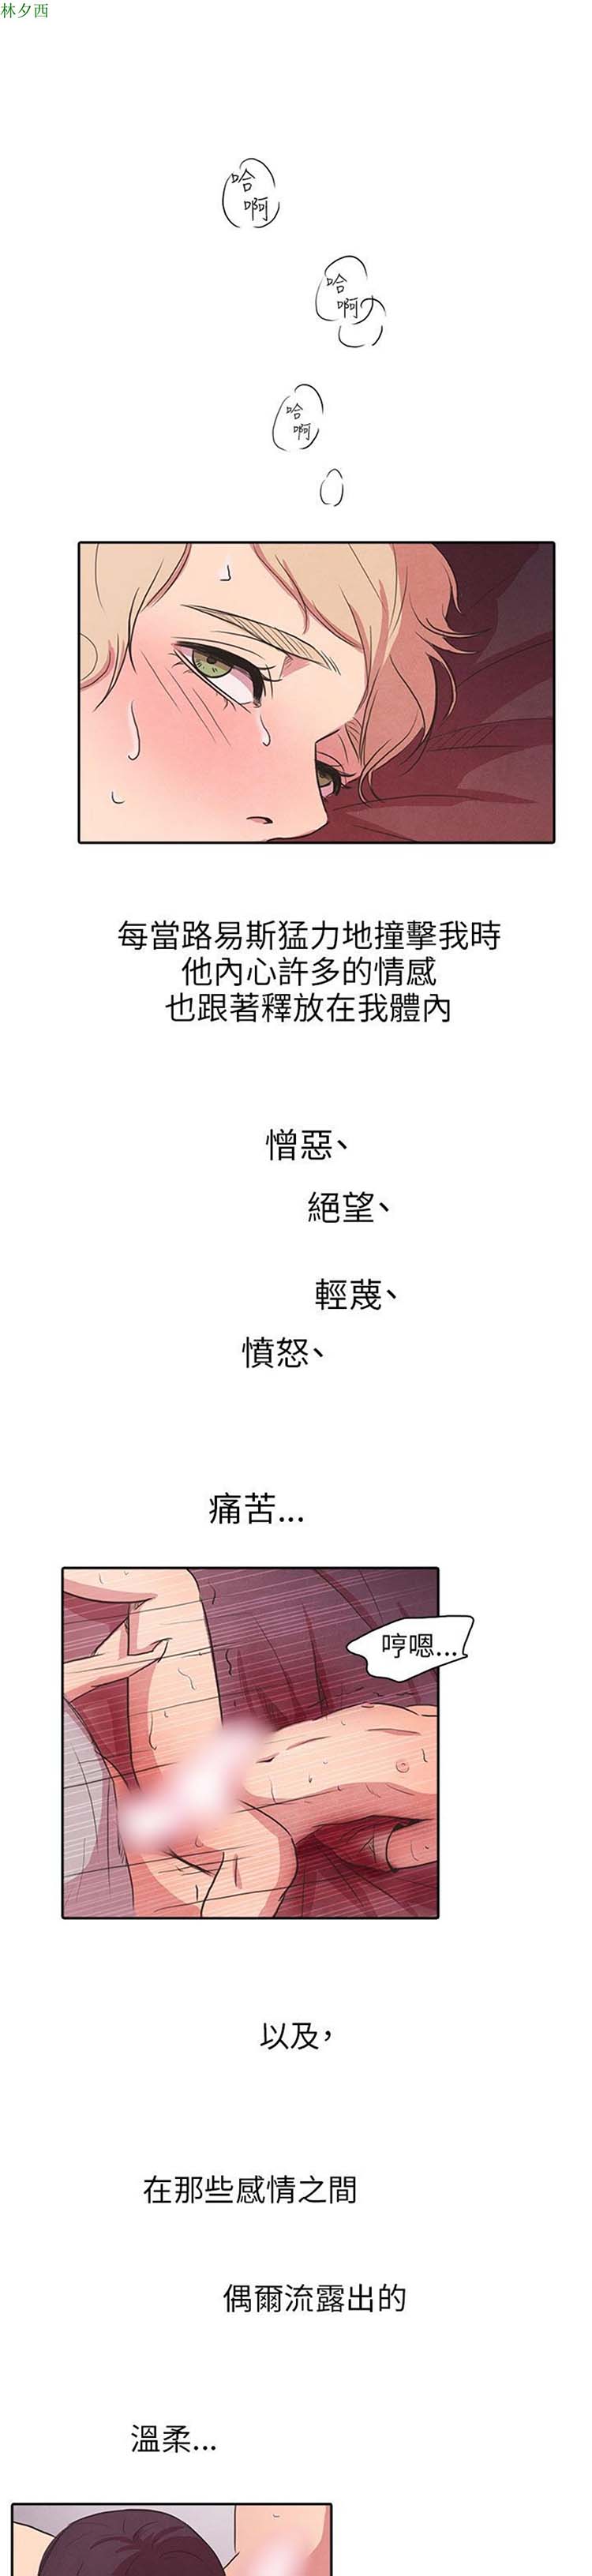 林夕西
哈
啊
哈
啊
哈
啊
每當路易斯猛力地撞擊我時
他內心許多的情感
也跟著釋放在我體內
憎惡、
絕望、
輕蔑、
憤怒、
痛苦...
哼嗯...
以及，
在那些感情之間
偶爾流露出的
溫柔...